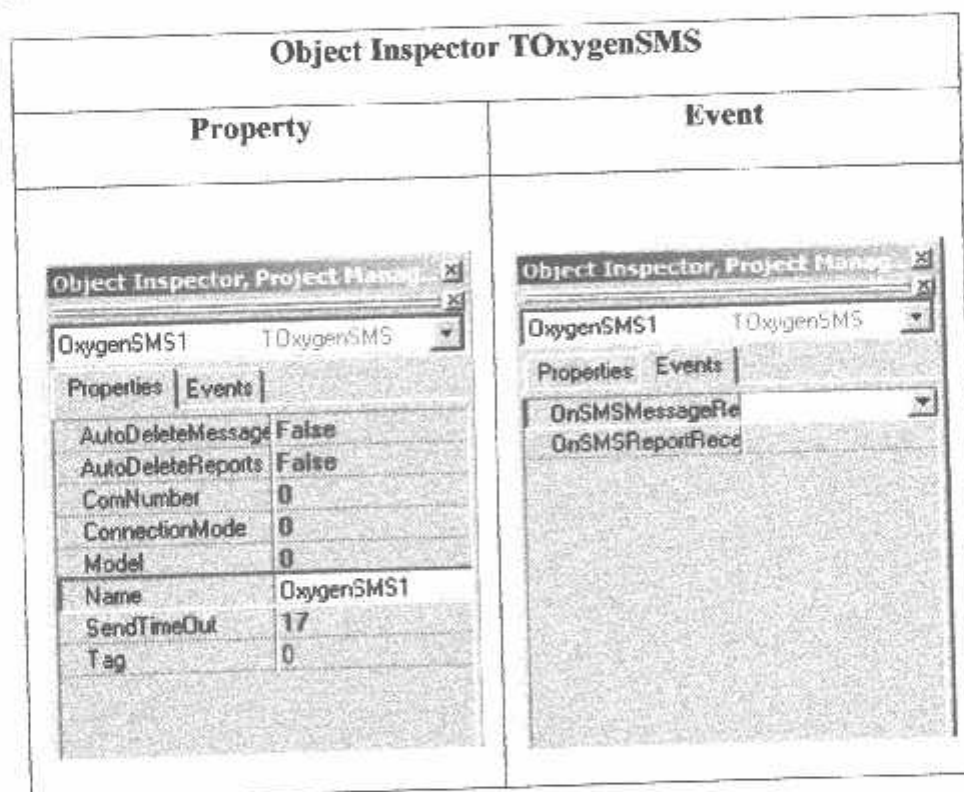 Object Inspector TOxygenSMS
Property
Event
Object Inspector, Project Manag...
OxygenSMS1 TOxygenSMS
Properties Events
AutoDeleteMessage False
AutoDeleteReports False
ComNumber 0
ConnectionMode 0
Model 0
Name OxygenSMS1
SendTimeOut 17
Tag 0
Object Inspector, Project Manag...
OxygenSMS1 TOxygenSMS
Properties Events
OnSMSMessageRe
OnSMSReportRece